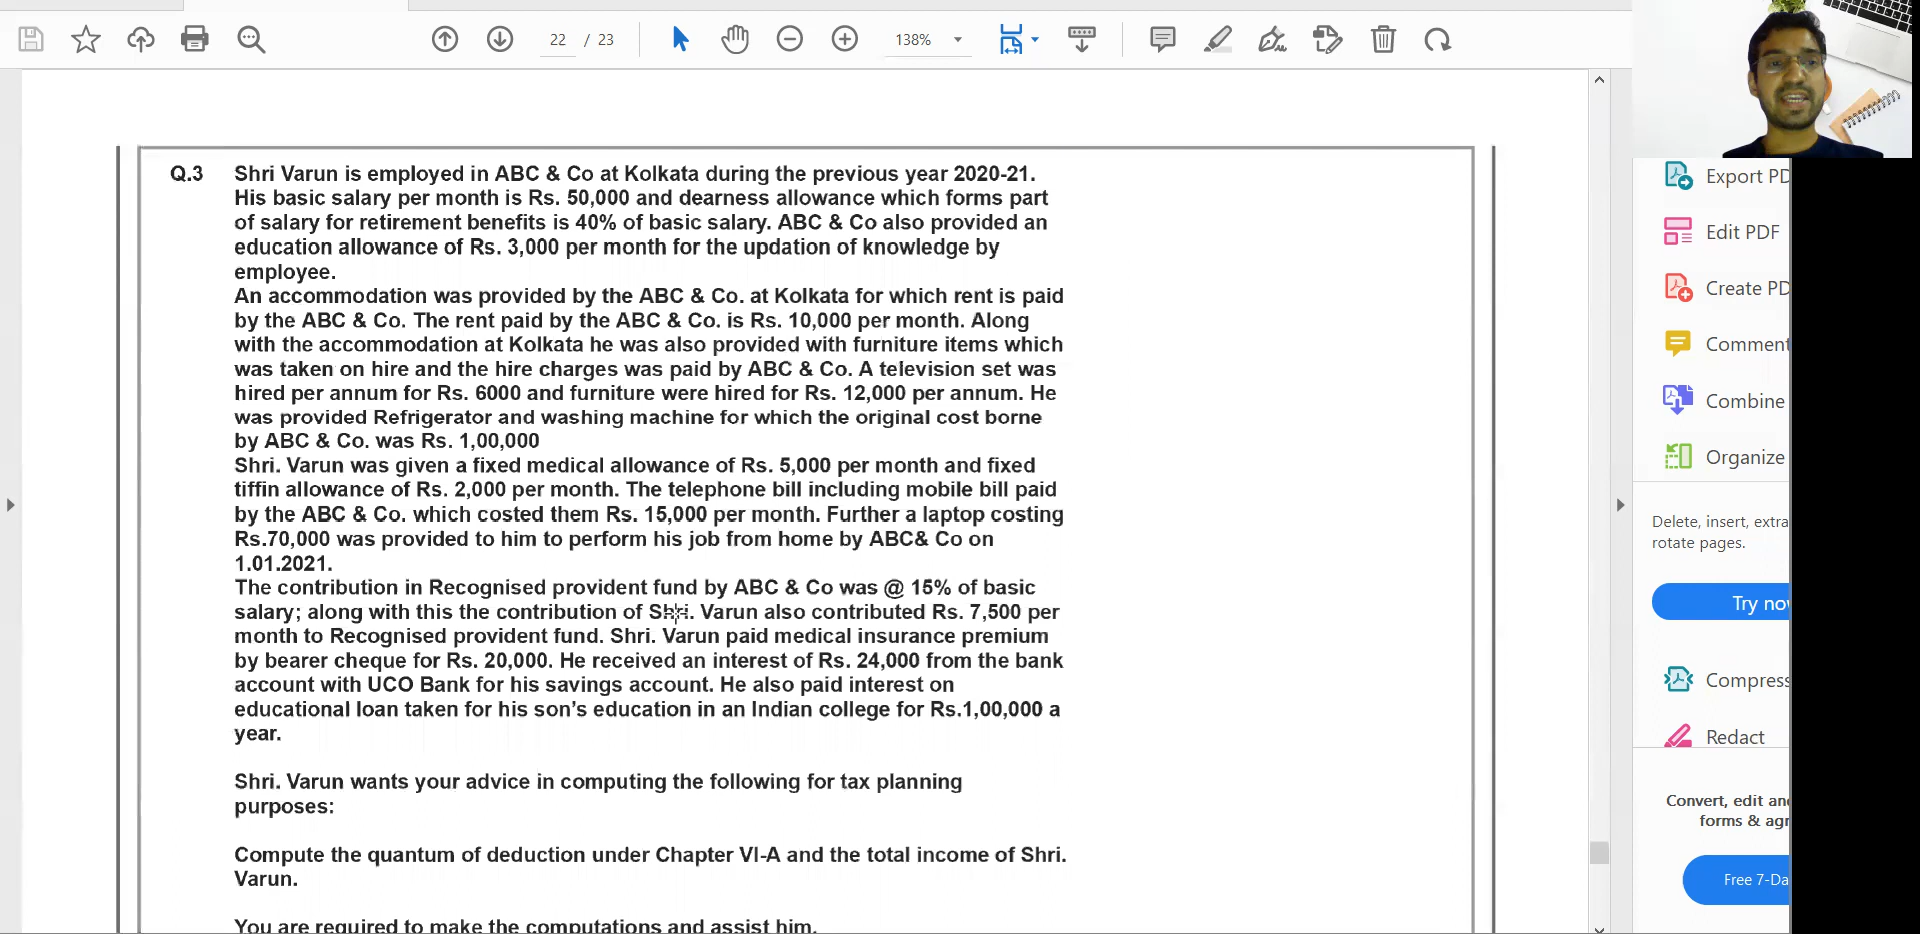 22 / 23
138%
Q.3 Shri Varun is employed in ABC & Co at Kolkata during the previous year 2020-21.
His basic salary per month is Rs. 50,000 and dearness allowance which forms part
of salary for retirement benefits is 40% of basic salary. ABC & Co also provided an
education allowance of Rs. 3,000 per month for the updation of knowledge by
employee.
An accommodation was provided by the ABC & Co. at Kolkata for which rent is paid
by the ABC & Co. The rent paid by the ABC & Co. is Rs. 10,000 per month. Along
with the accommodation at Kolkata he was also provided with furniture items which
was taken on hire and the hire charges was paid by ABC & Co. A television set was
hired per annum for Rs. 6000 and furniture were hired for Rs. 12,000 per annum. He
was provided Refrigerator and washing machine for which the original cost borne
by ABC & Co. was Rs. 1,00,000
Shri. Varun was given a fixed medical allowance of Rs. 5,000 per month and fixed
tiffin allowance of Rs. 2,000 per month. The telephone bill including mobile bill paid
by the ABC & Co. which costed them Rs. 15,000 per month. Further a laptop costing
Rs.70,000 was provided to him to perform his job from home by ABC& Co on
1.01.2021.
The contribution in Recognised provident fund by ABC & Co was @ 15% of basic
salary; along with this the contribution of Shri. Varun also contributed Rs. 7,500 per
month to Recognised provident fund. Shri. Varun paid medical insurance premium
by bearer cheque for Rs. 20,000. He received an interest of Rs. 24,000 from the bank
account with UCO Bank for his savings account. He also paid interest on
educational loan taken for his son's education in an Indian college for Rs.1,00,000 a
year.
Shri. Varun wants your advice in computing the following for tax planning
purposes:
Compute the quantum of deduction under Chapter VI-A and the total income of Shri.
Varun.
You are required to make the computations and assist him.
Export PD
Edit PDF
Create PD
Comment
Combine
Organize
Delete, insert, extra
rotate pages.
Try nov
Compress
Redact
Convert, edit and
forms & agr
Free 7-Da